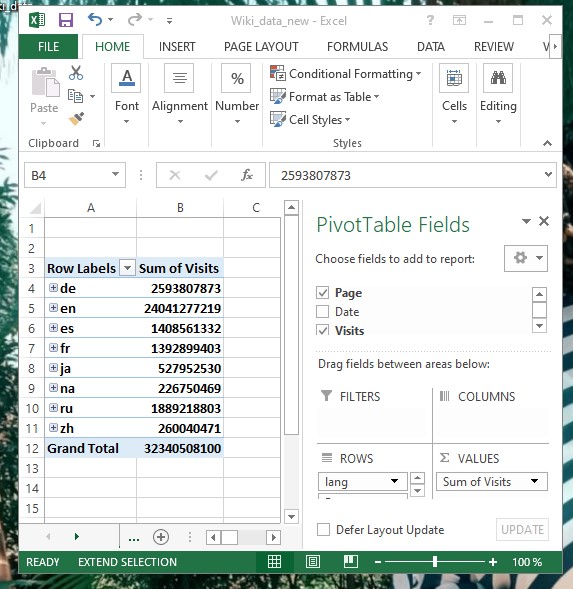 Wiki_data_new - Excel
FILE HOME INSERT PAGE LAYOUT FORMULAS DATA REVIEW
Paste
Clipboard
Font
Alignment
%
Number
Conditional Formatting
Format as Table
Cell Styles
Styles
Cells
Editing
B4 fx 2593807873
A B C
1
2
3 Row Labels Sum of Visits
4 de 2593807873
5 en 24041277219
6 es 1408561332
7 fr 1392899403
8 ja 527952530
9 na 226750469
10 ru 1889218803
11 zh 260040471
12 Grand Total 32340508100
13
14
15
...
PivotTable Fields
Choose fields to add to report:
Page
Date
Visits
Drag fields between areas below:
FILTERS
COLUMNS
ROWS
lang
Σ VALUES
Sum of Visits
Defer Layout Update UPDATE
READY EXTEND SELECTION 100 %